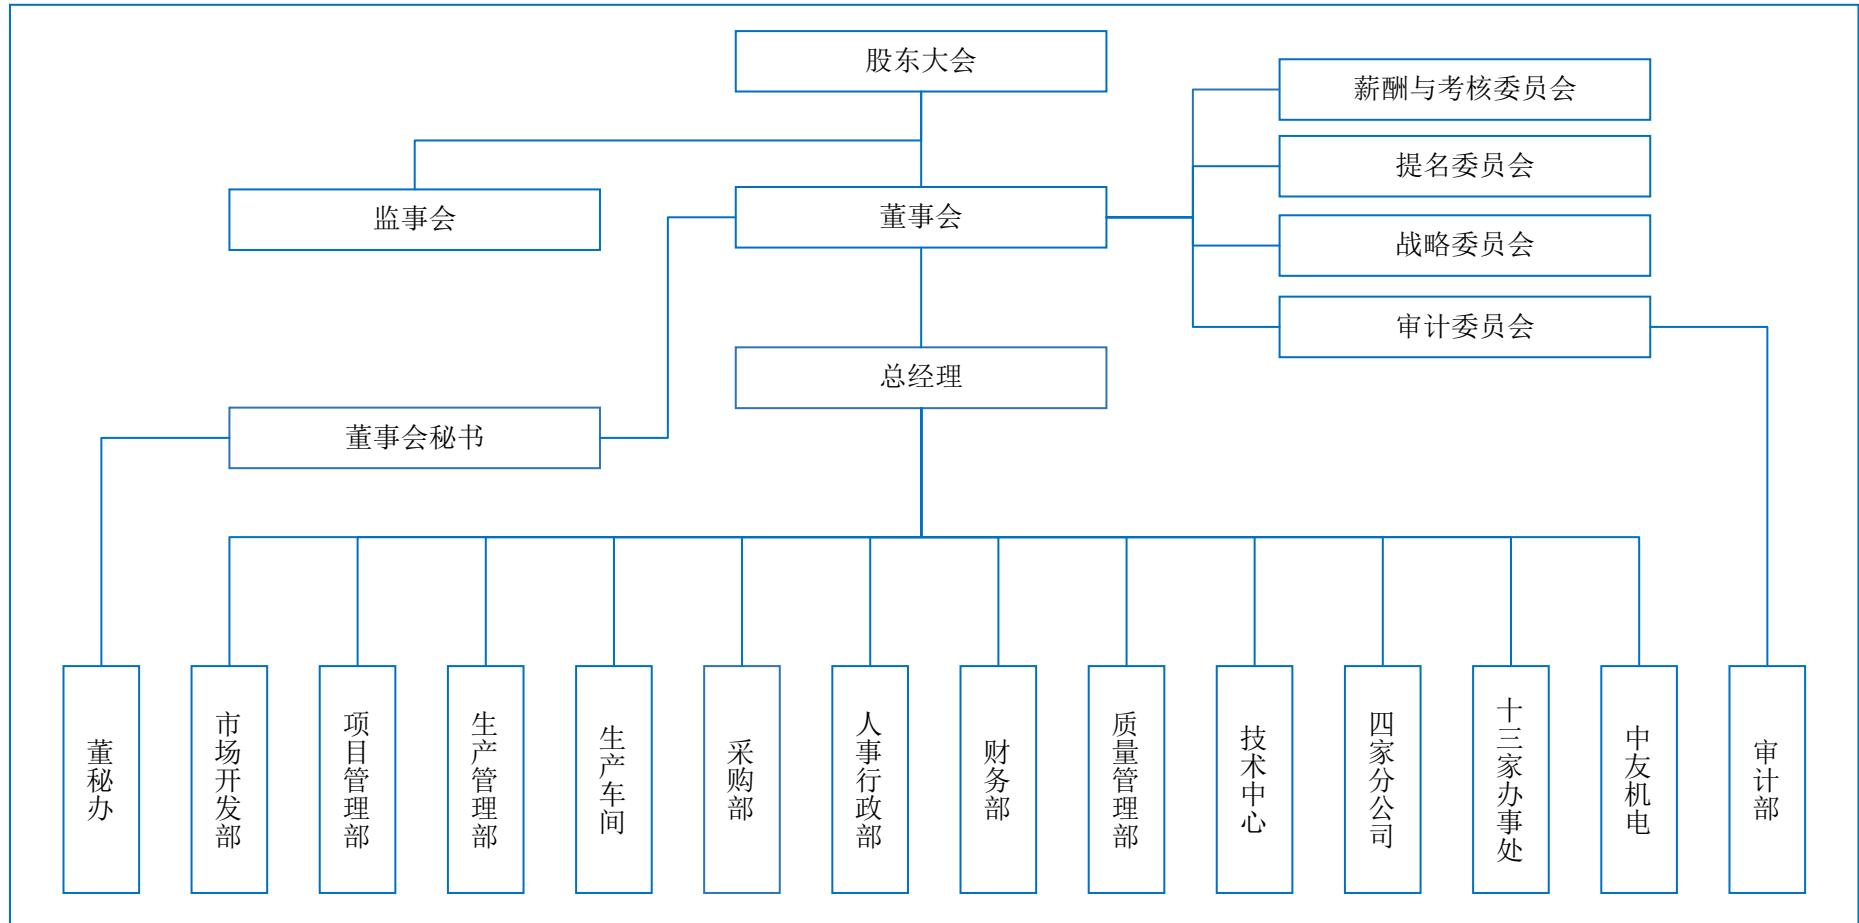 股东大会
薪酬与考核委员会
提名委员会
监事会
董事会
战略委员会
审计委员会
总经理
董事会秘书
董秘办
市场开发部
项目管理部
生产管理部
生产车间
采购部
人事行政部
财务部
质量管理部
技术中心
四家分公司
十三家办事处
中友机电
审计部